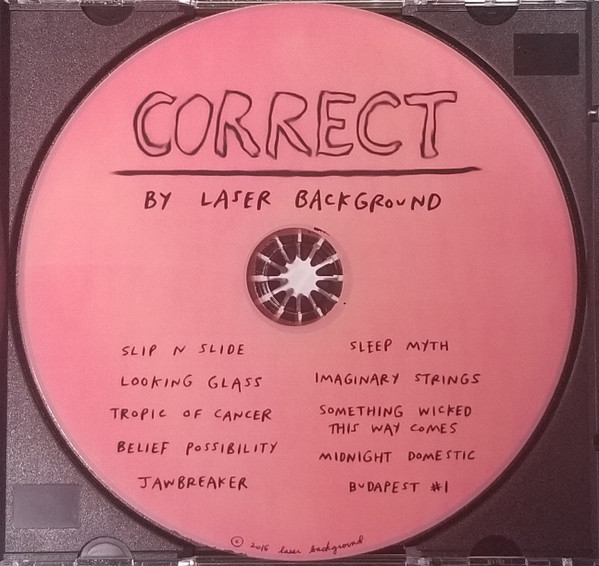 CORRECT
BY LASER BACKGROUND
SLIP N SLIDE
LOOKING GLASS
TROPIC OF CANCER
BELIEF POSSIBILITY
JAWBREAKER
SLEEP MYTH
IMAGINARY STRINGS
SOMETHING WICKED
THIS WAY COMES
MIDNIGHT DOMESTIC
BUDAPEST #1
© 2016 laser background